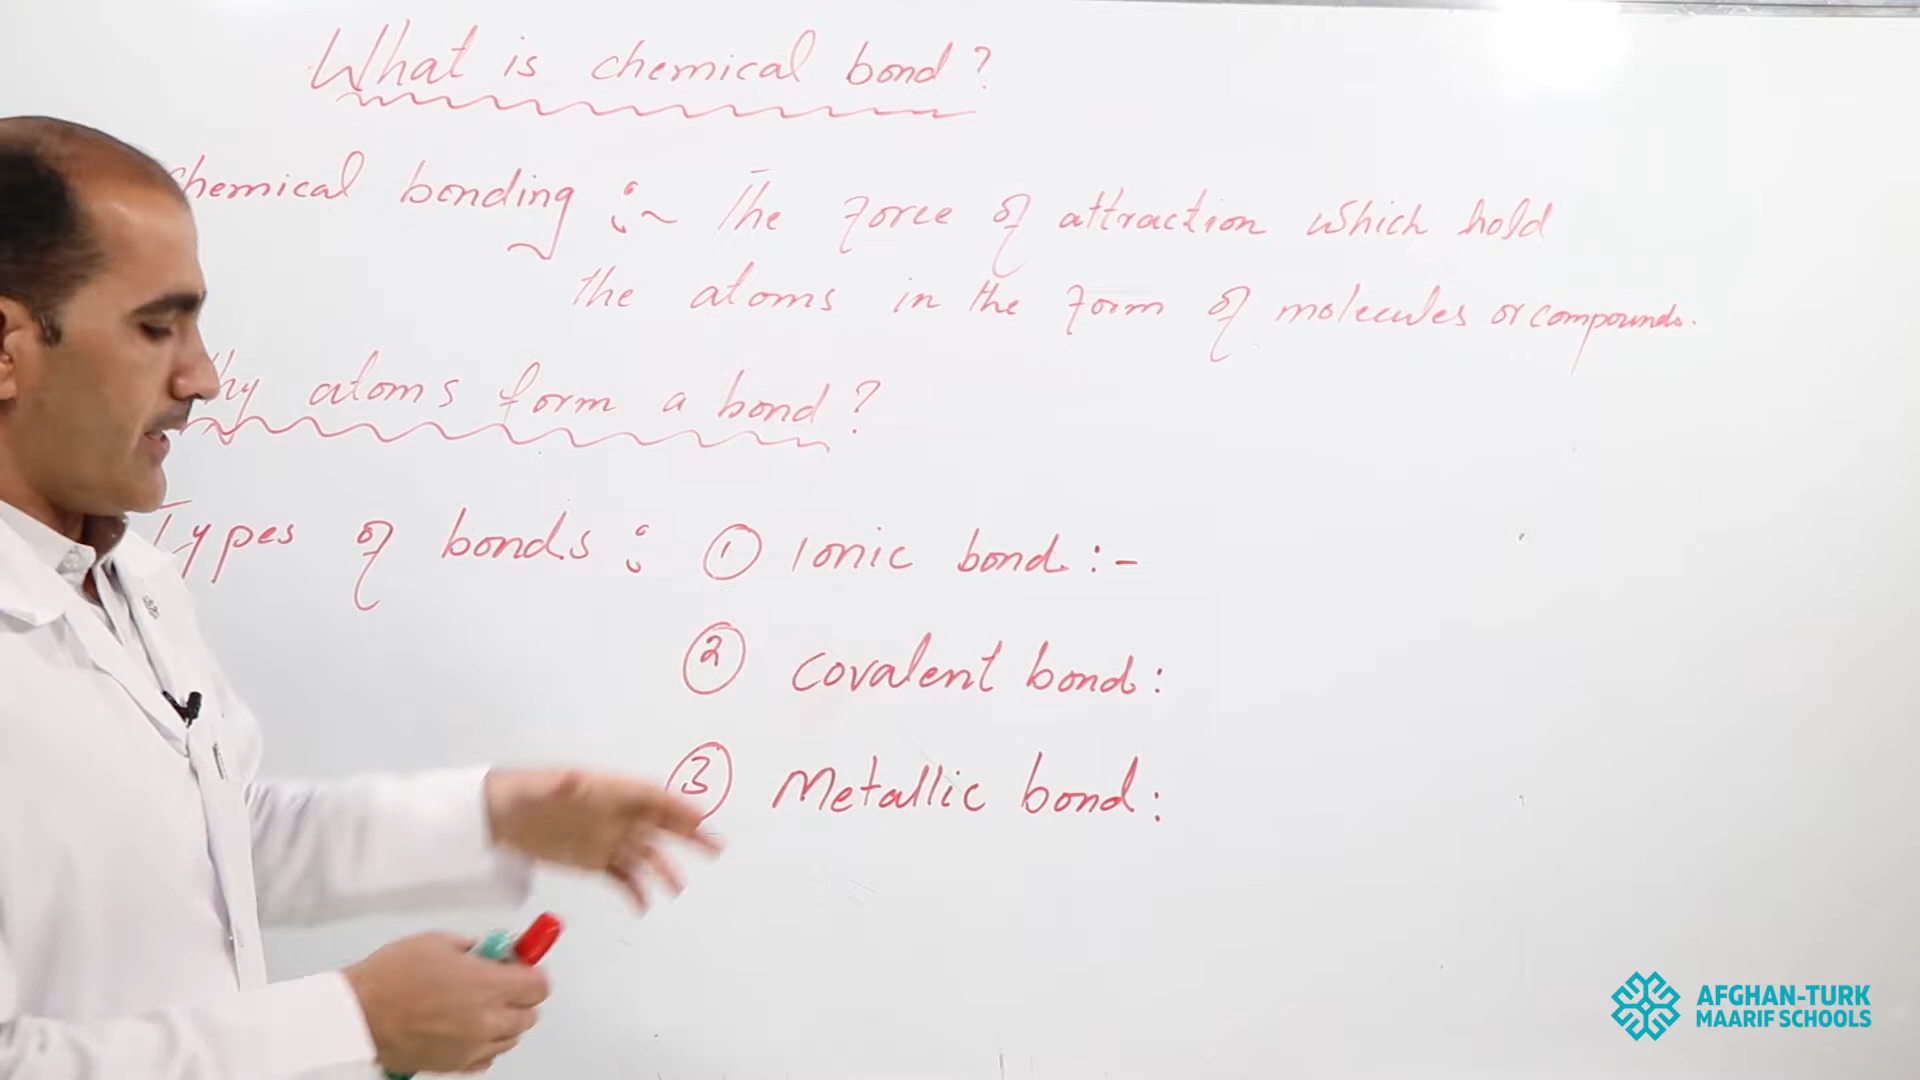 What is chemical bond?
chemical bonding :~ The force of attraction which hold
the atoms in the form of molecules or compounds.
why atoms form a bond?
Types of bonds : ① Ionic bond :-
② covalent bond:
③ Metallic bond:
AFGHAN-TURK
MAARIF SCHOOLS